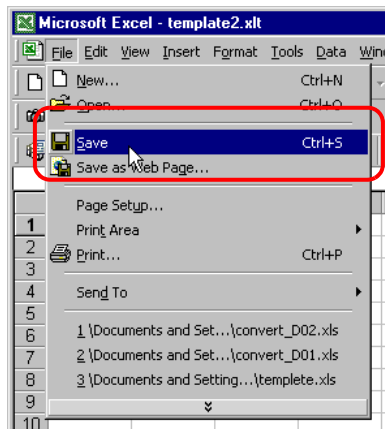 Microsoft Excel - template2.xlt
File Edit View Insert Format Tools Data
New... Ctrl+N
Open... Ctrl+O
Save Ctrl+S
Save as Web Page...
Page Setup...
Print Area
Print... Ctrl+P
Send To
1 \Documents and Set...\convert_D02.xls
2 \Documents and Set...\convert_D01.xls
3 \Documents and Setting...\templete.xls
1
2
3
4
5
6
7
8
9
10